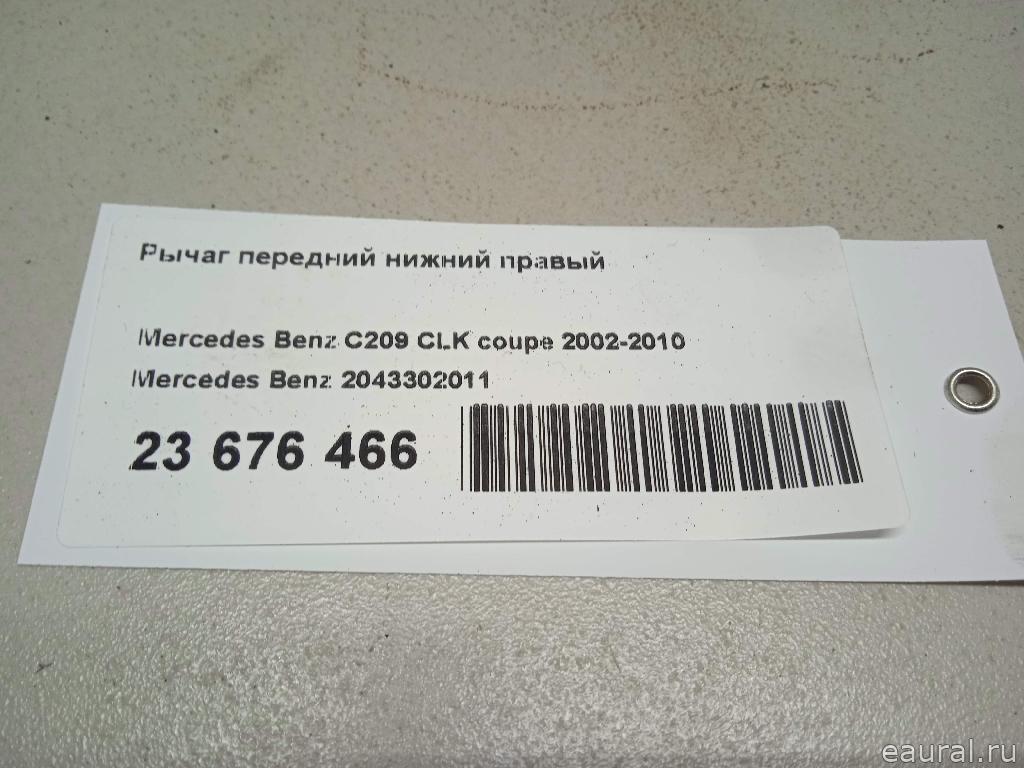 Рычаг передний нижний правый
Mercedes Benz C209 CLK coupe 2002-2010
Mercedes Benz 2043302011
23 676 466
eaural.ru